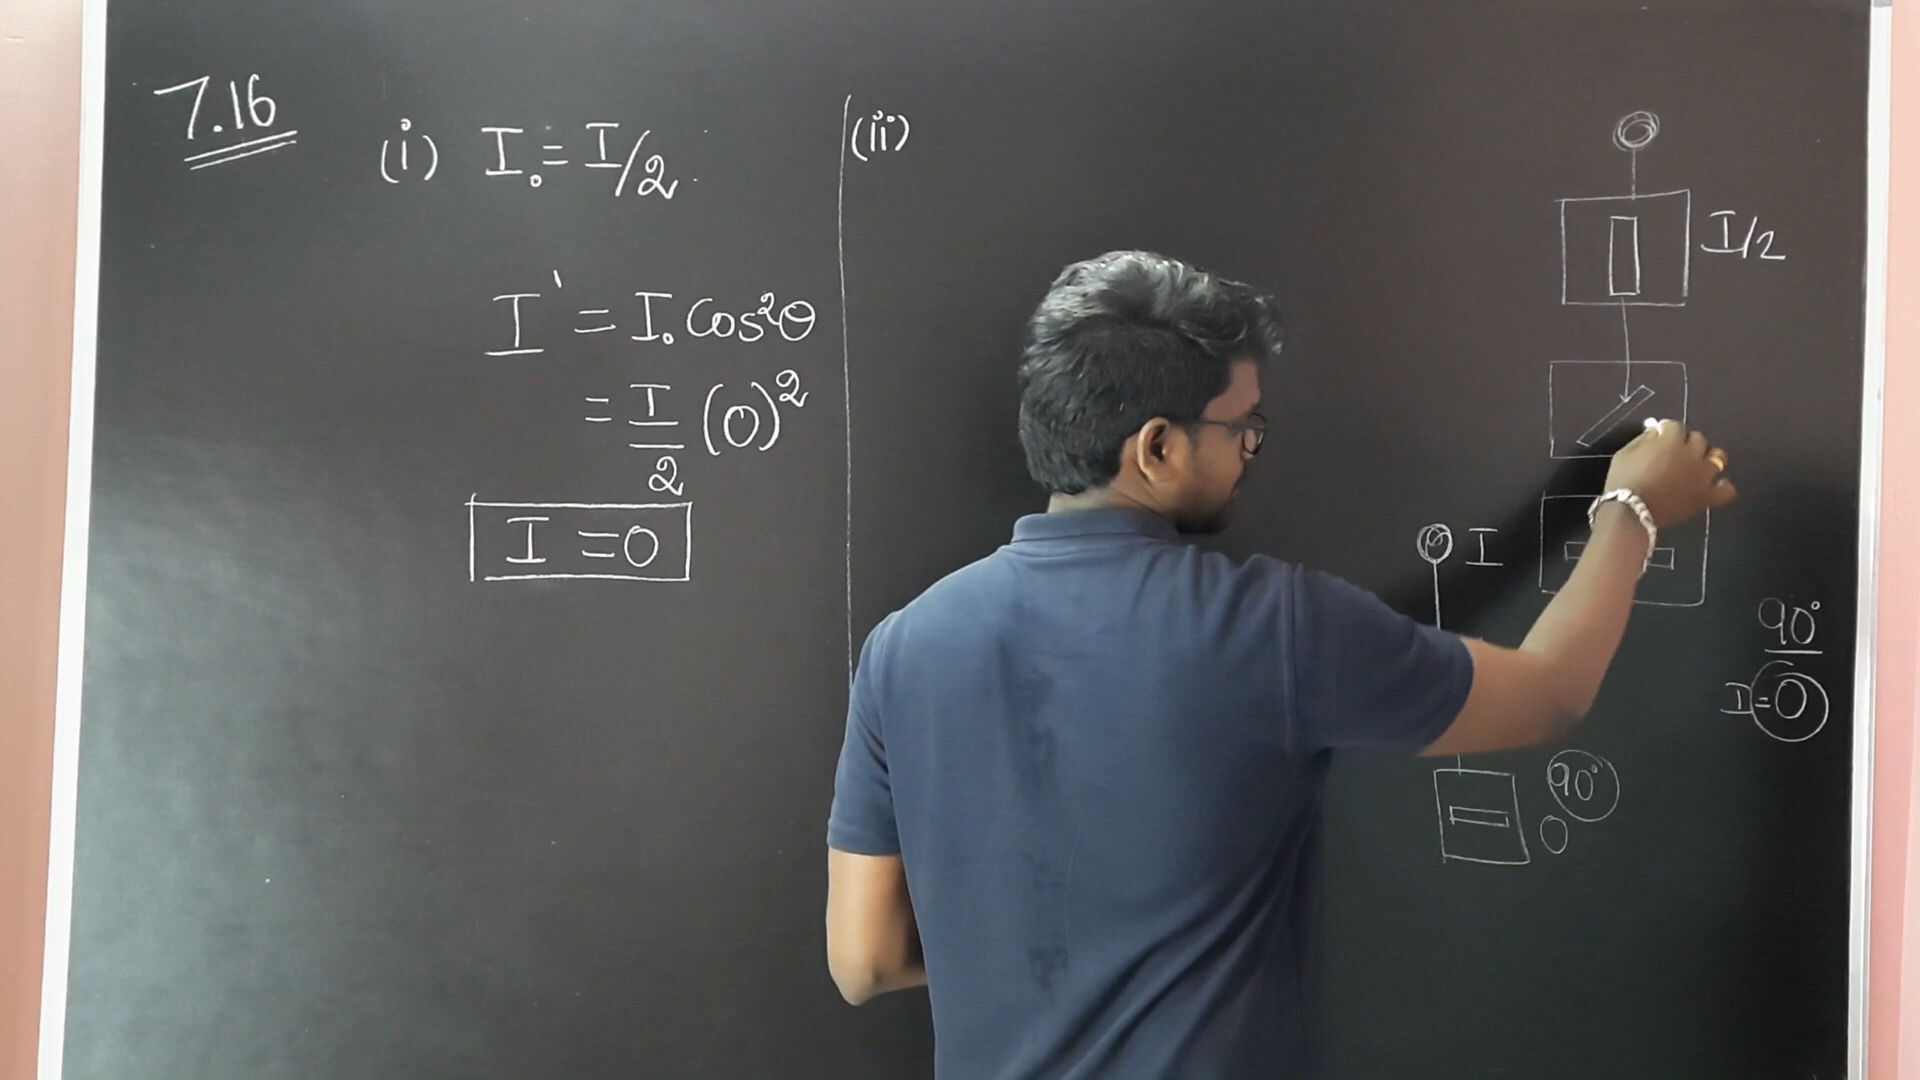 7.16
(i) I₀ = I/2
I' = I₀ Cos²θ
= I/2 (0)²
I = 0
(ii)
I/2
I
90°
I = 0
90°
0